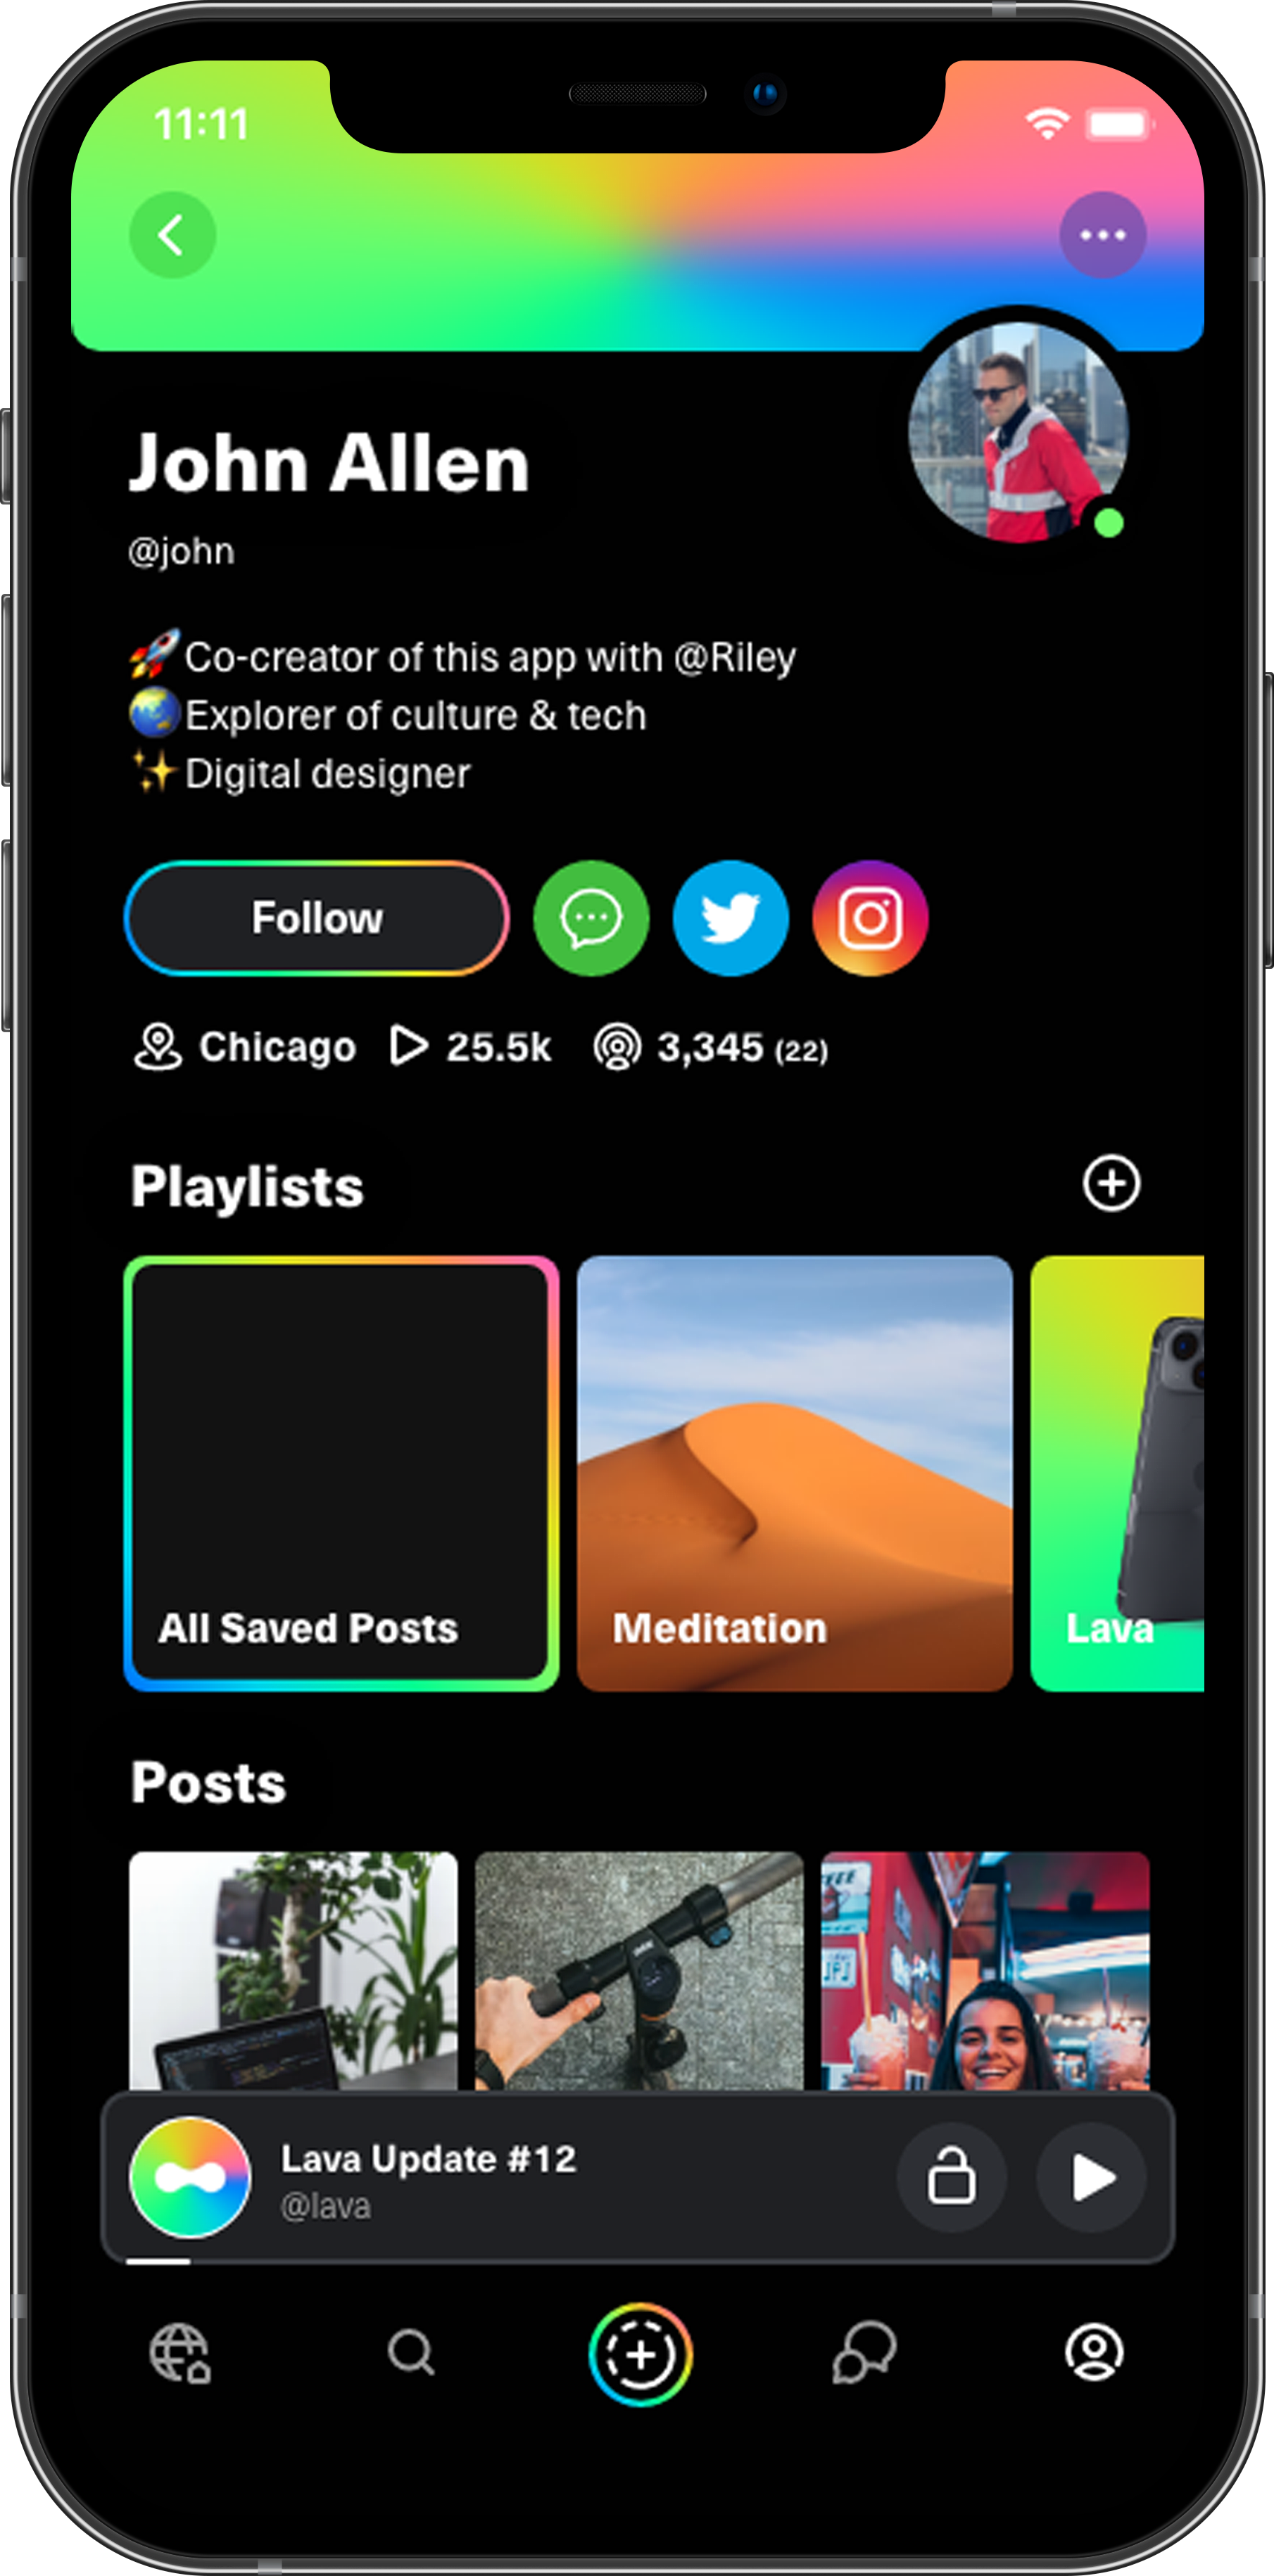 11:11
John Allen
@john
🚀Co-creator of this app with @Riley
🌏Explorer of culture & tech
✨Digital designer
Follow
Chicago 25.5k 3,345 (22)
Playlists
All Saved Posts
Meditation
Lava
Posts
Lava Update #12
@lava